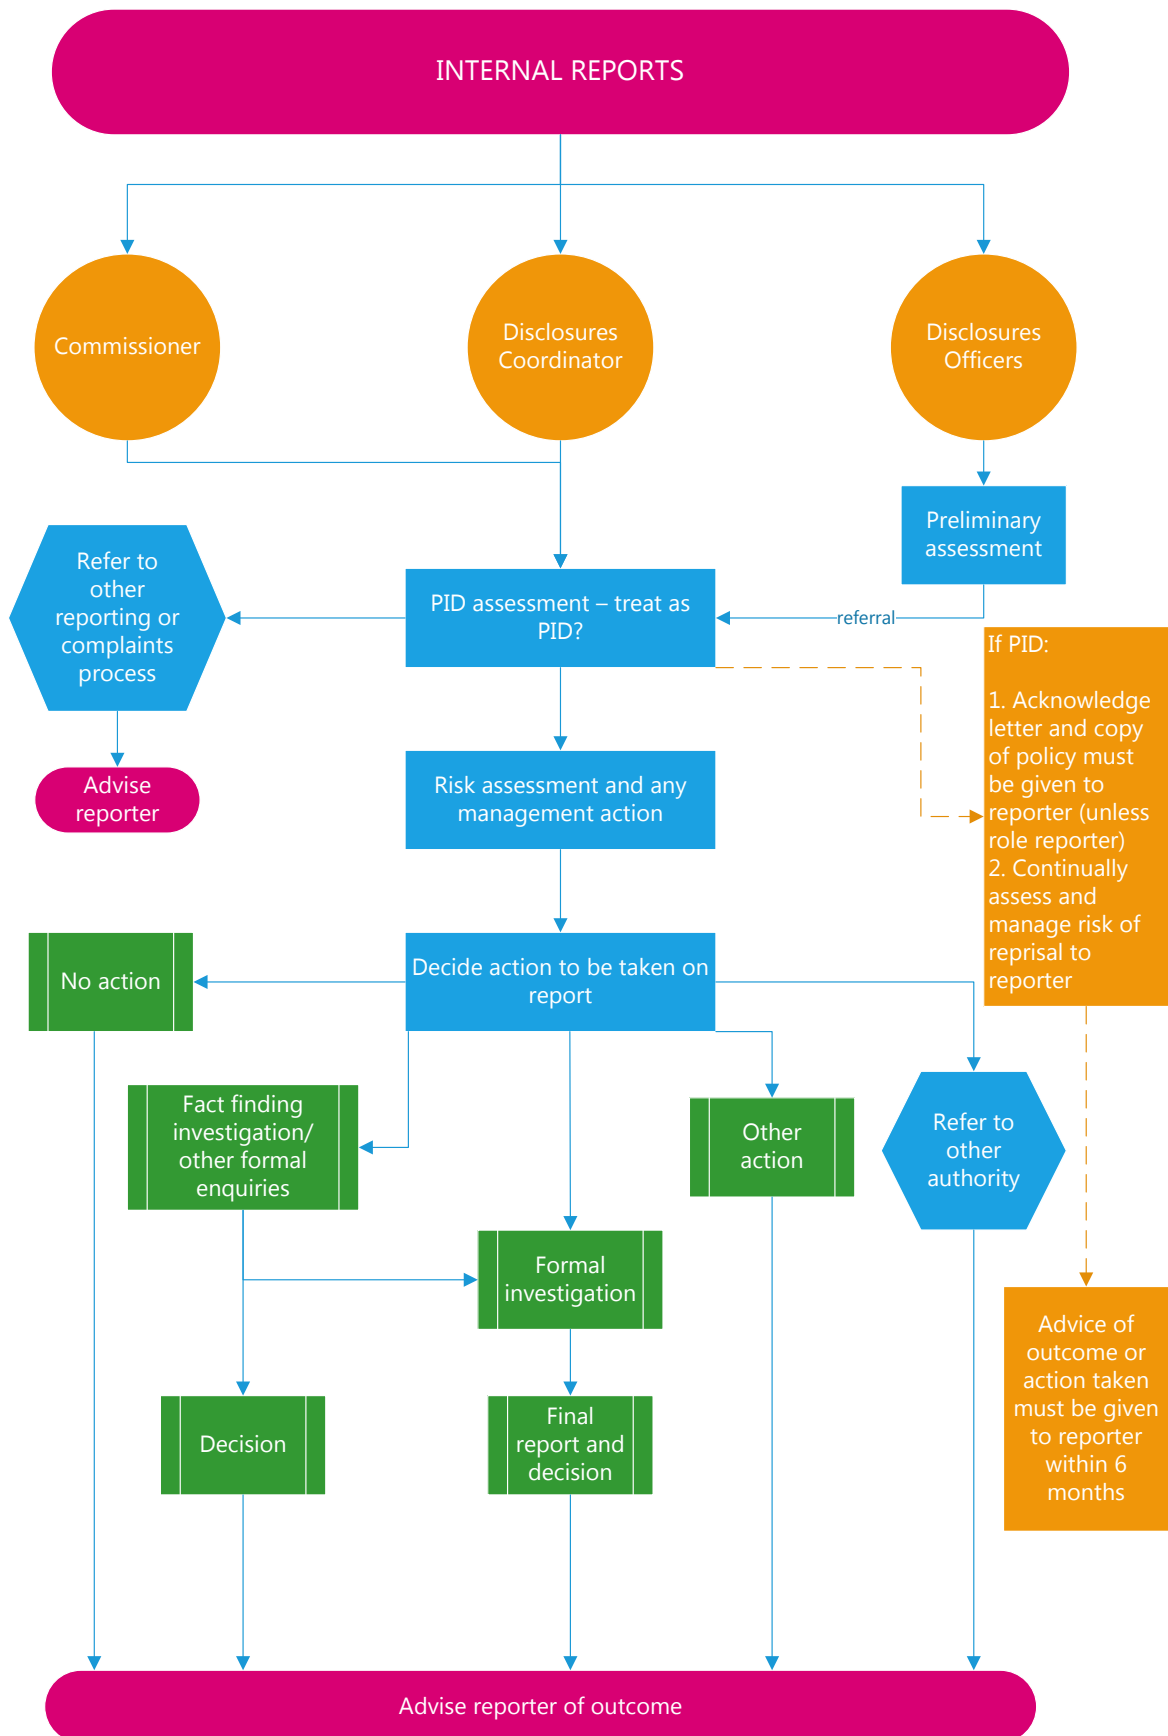 INTERNAL REPORTS
Commissioner
Disclosures
Coordinator
Disclosures
Officers
Preliminary
assessment
Refer to
other
reporting or
complaints
process
PID assessment – treat as
PID?
referral
If PID:
1. Acknowledge
letter and copy
of policy must
be given to
reporter (unless
role reporter)
2. Continually
assess and
manage risk of
reprisal to
reporter
Advise
reporter
Risk assessment and any
management action
No action
Decide action to be taken on
report
Fact finding
investigation/
other formal
enquiries
Other
action
Refer to
other
authority
Formal
investigation
Advice of
outcome or
action taken
must be given
to reporter
within 6
months
Decision
Final
report and
decision
Advise reporter of outcome